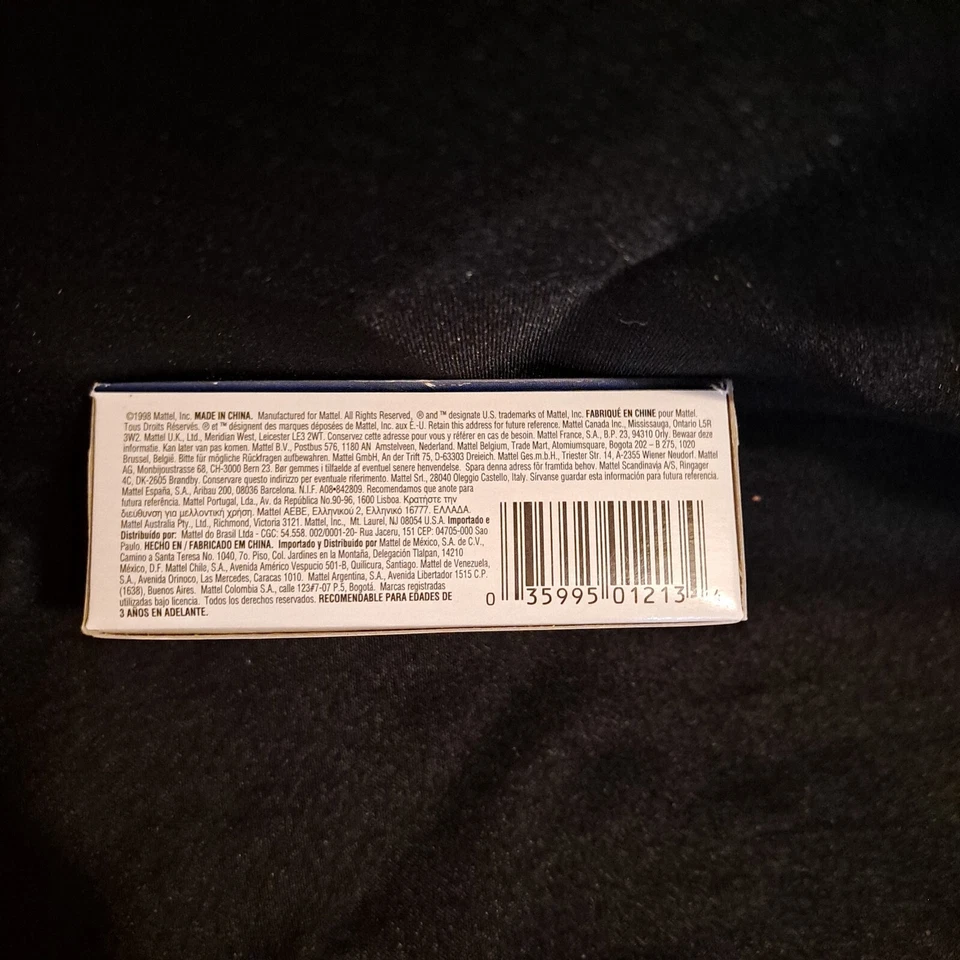 ©1998 Mattel, Inc. MADE IN CHINA. Manufactured for Mattel. All Rights Reserved, ® and ™ designate U.S. trademarks of Mattel, Inc. FABRIQUÉ EN CHINE pour Mattel.
Tous Droits Réservés. ® et ™ désignent des marques déposées de Mattel, Inc. aux É.-U. Retain this address for future reference. Mattel Canada Inc., Mississauga, Ontario L5R
3W2. Mattel U.K., Ltd., Meridian West, Leicester LE3 2WT. Conservez cette adresse pour vous y référer en cas de besoin. Mattel France, S.A., B.P. 23, 94310 Orly. Bewaar deze
informatie. Kan later van pas komen. Mattel B.V., Postbus 576, 1180 AN Amstelveen, Nederland. Mattel Belgium, Trade Mart, Atomiumsquare, Bogota 202 – B 275, 1020
Brussel, België. Bitte für mögliche Rückfragen aufbewahren. Mattel GmbH, An der Tritt 75, D-63303 Dreieich. Mattel Ges.m.b.H., Triester Str. 14, A-2355 Wiener Neudorf. Mattel
AG, Monbijoustrasse 68, CH-3000 Bern 23. Bør gemmes i tilfaelde af eventuel senere henvendelse. Spara denna adress för framtida behov. Mattel Scandinavia A/S, Ringager
4C, DK-2605 Brøndby. Conservare questo indirizzo per eventuale riferimento. Mattel Srl., 28040 Oleggio Castello, Italy. Sirvanse guardar esta información para futura referencia.
Mattel España, S.A., Aribau 200, 08036 Barcelona. N.I.F. A08•842809. Recomendamos que anote para
futura referência. Mattel Portugal, Lda., Av. da República No.90-96, 1600 Lisboa. Κρατήστε την
διεύθυνση για μελλοντική χρήση. Mattel AEBE, Ελληνικού 2, Ελληνικό 16777. ΕΛΛΑΔΑ.
Mattel Australia Pty., Ltd., Richmond, Victoria 3121. Mattel, Inc., Mt. Laurel, NJ 08054 U.S.A. Importado e
Distribuido por: Mattel do Brasil Ltda - CGC: 54.558. 002/0001-20- Rua Jaceru, 151 CEP: 04705-000 Sao
Paulo. HECHO EN / FABRICADO EM CHINA. Importado y Distribuido por Mattel de México, S.A. de C.V.,
Camino a Santa Teresa No. 1040, 7o. Piso, Col. Jardines en la Montaña, Delegación Tlalpan, 14210
México, D.F. Mattel Chile, S.A., Avenida Américo Vespucio 501-B, Quilicura, Santiago. Mattel de Venezuela,
S.A., Avenida Orinoco, Las Mercedes, Caracas 1010. Mattel Argentina, S.A., Avenida Libertador 1515 C.P.
(1638), Buenos Aires. Mattel Colombia S.A., calle 123#7-07 P.5, Bogotá. Marcas registradas
utilizadas bajo licencia. Todos los derechos reservados. RECOMENDABLE PARA EDADES DE
3 AÑOS EN ADELANTE.
0 35995 01213 4